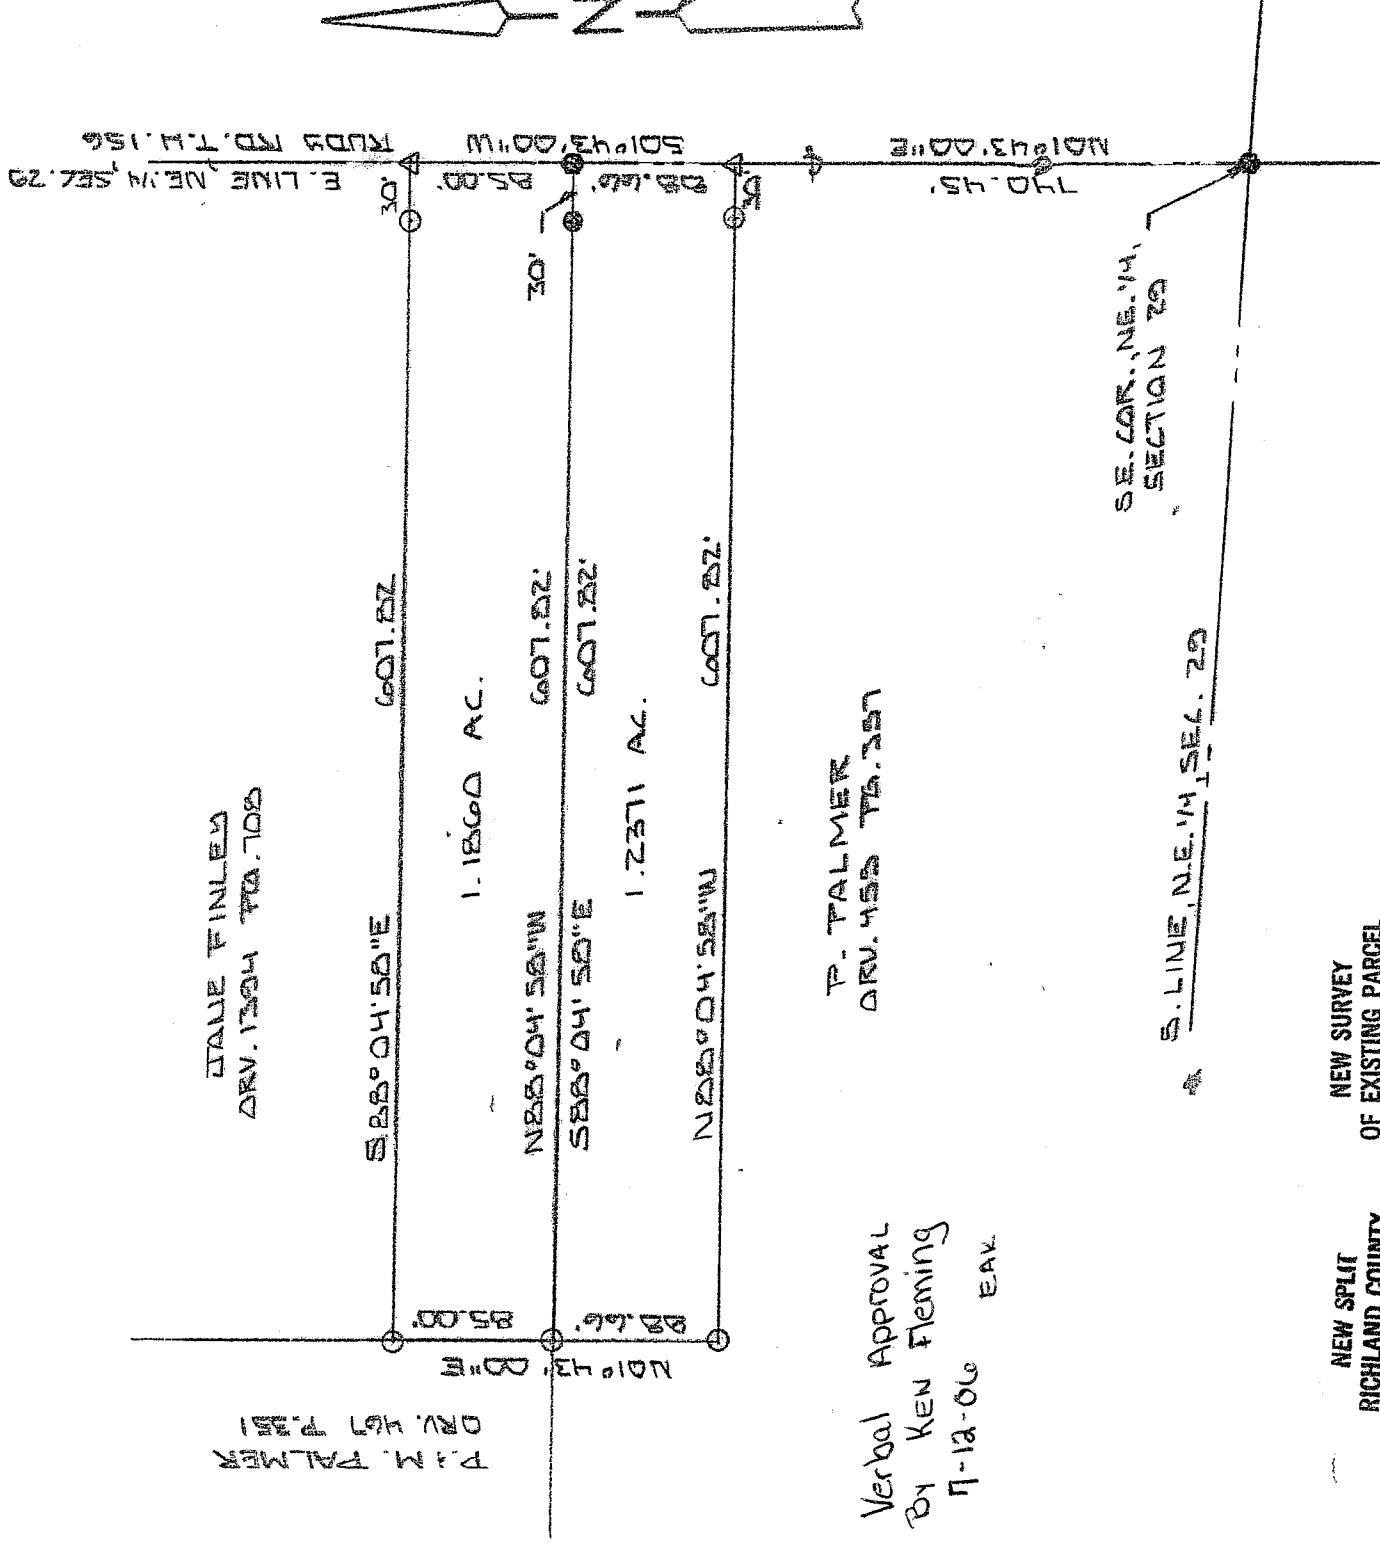 N
RUDY RD. T.H. 156
E. LINE, NE.1/4, SEC. 29
S01°43'00"W
85.00'
88.66'
N01°43'00"E
740.45'
30'
30'
30'
SE. COR., NE. 1/4,
SECTION 29
JANE FINLEY
ORV. 1394 PG. 708
S88°04'58"E
607.82
1.1860 AC.
N88°04'58"W
607.82'
S88°04'58"E
607.82'
1.2371 AC.
N88°04'58"W
607.82'
85.00'
88.66'
N01°43'00"E
P. & M. PALMER
ORV. 467 P.351
P. PALMER
ORV. 455 PG. 357
S. LINE, N.E. 1/4, SEC. 29
Verbal Approval
By Ken Fleming
7-12-06
EAK
NEW SPLIT
RICHLAND COUNTY
NEW SURVEY
OF EXISTING PARCEL